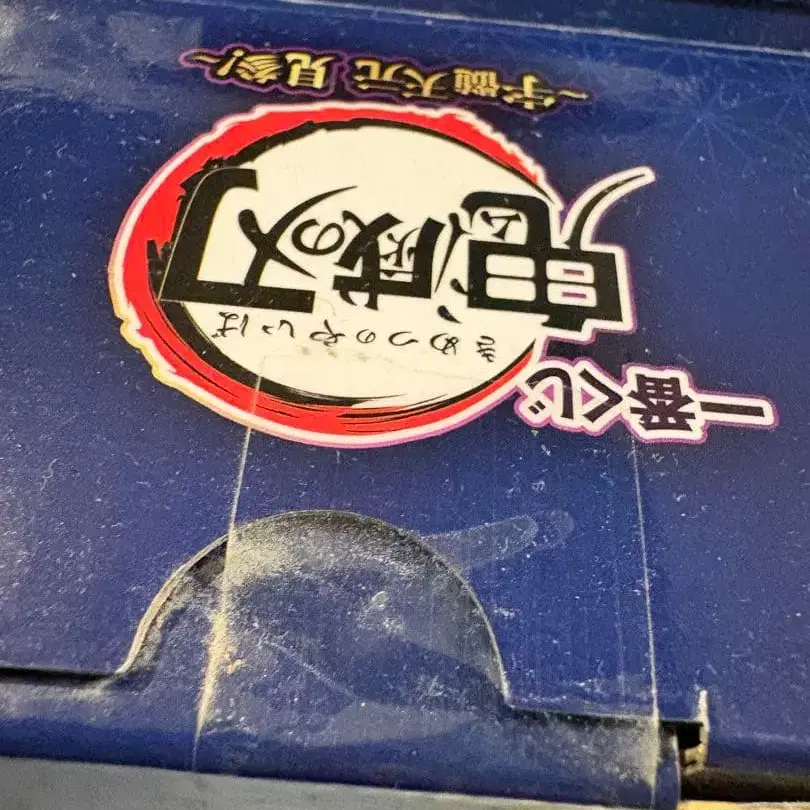 一番くじ
きめつのやいば
鬼滅の刃
～宇髄天元 見参!～